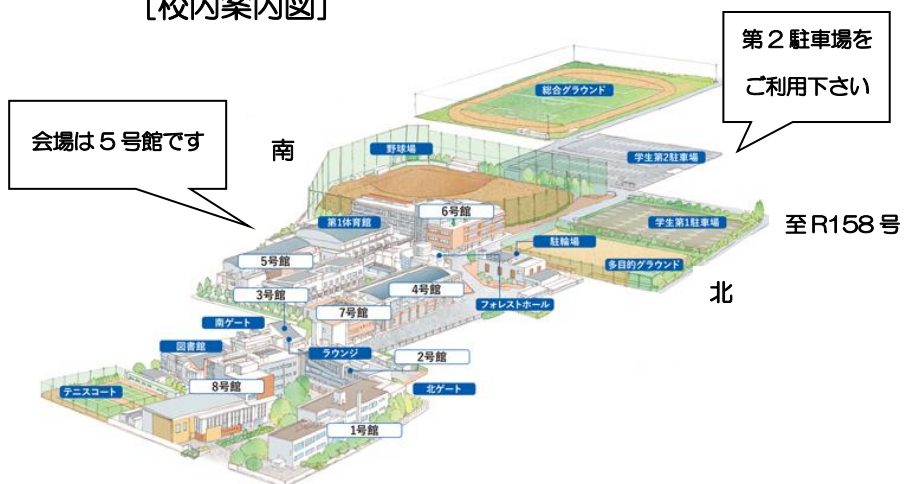 [校内案内図]
第2駐車場を
ご利用下さい
総合グラウンド
会場は5号館です
南
野球場
学生第2駐車場
6号館
第1体育館
学生第1駐車場
至R158号
駐輪場
5号館
多目的グラウンド
4号館
北
3号館
フォレストホール
7号館
南ゲート
図書館
ラウンジ
2号館
8号館
テニスコート
北ゲート
1号館